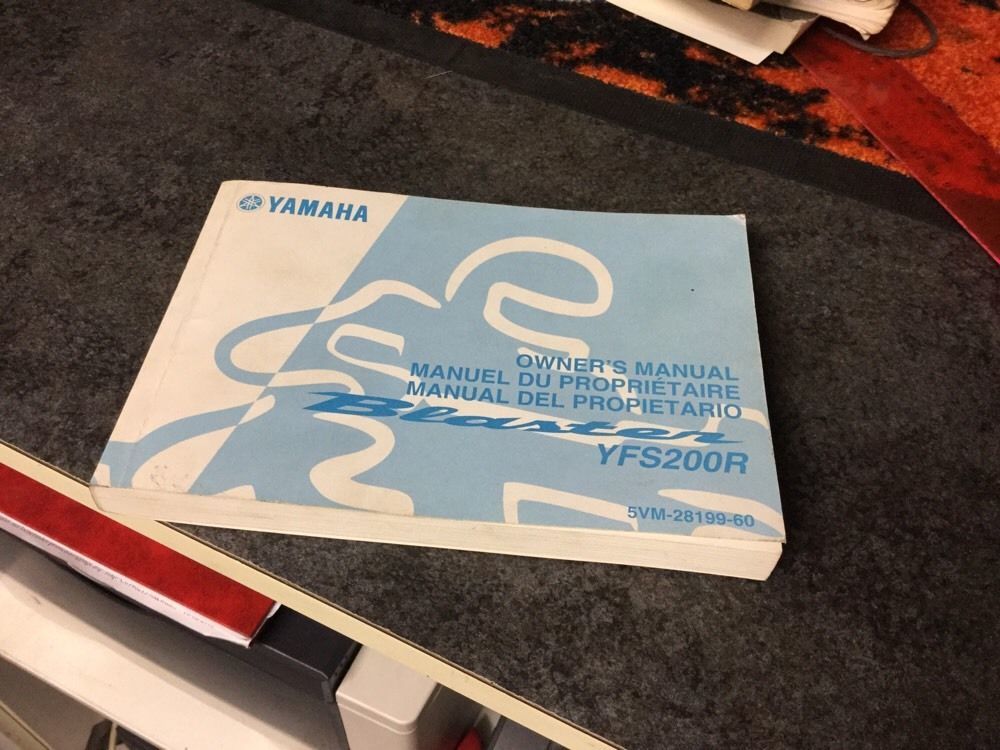 YAMAHA
OWNER'S MANUAL
MANUEL DU PROPRIÉTAIRE
MANUAL DEL PROPIETARIO
Blaster
YFS200R
5VM-28199-60